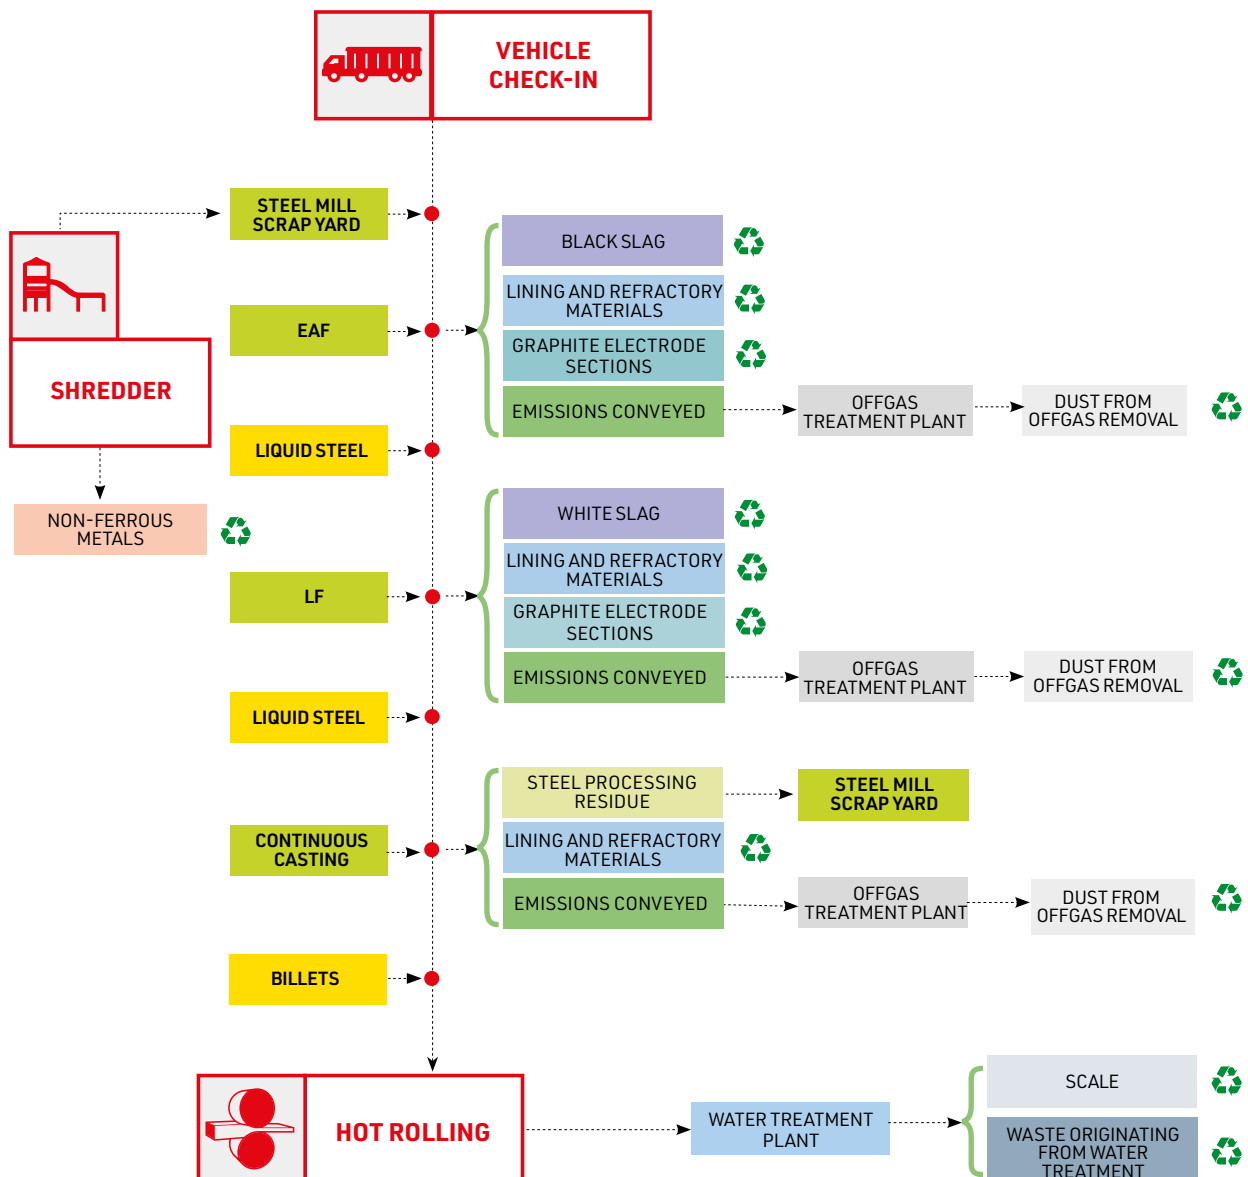 VEHICLE
CHECK-IN
STEEL MILL
SCRAP YARD
BLACK SLAG
LINING AND REFRACTORY
MATERIALS
EAF
GRAPHITE ELECTRODE
SECTIONS
SHREDDER
EMISSIONS CONVEYED
OFFGAS
TREATMENT PLANT
DUST FROM
OFFGAS REMOVAL
LIQUID STEEL
NON-FERROUS
METALS
WHITE SLAG
LINING AND REFRACTORY
MATERIALS
LF
GRAPHITE ELECTRODE
SECTIONS
EMISSIONS CONVEYED
OFFGAS
TREATMENT PLANT
DUST FROM
OFFGAS REMOVAL
LIQUID STEEL
STEEL PROCESSING
RESIDUE
STEEL MILL
SCRAP YARD
CONTINUOUS
CASTING
LINING AND REFRACTORY
MATERIALS
EMISSIONS CONVEYED
OFFGAS
TREATMENT PLANT
DUST FROM
OFFGAS REMOVAL
BILLETS
HOT ROLLING
WATER TREATMENT
PLANT
SCALE
WASTE ORIGINATING
FROM WATER
TREATMENT